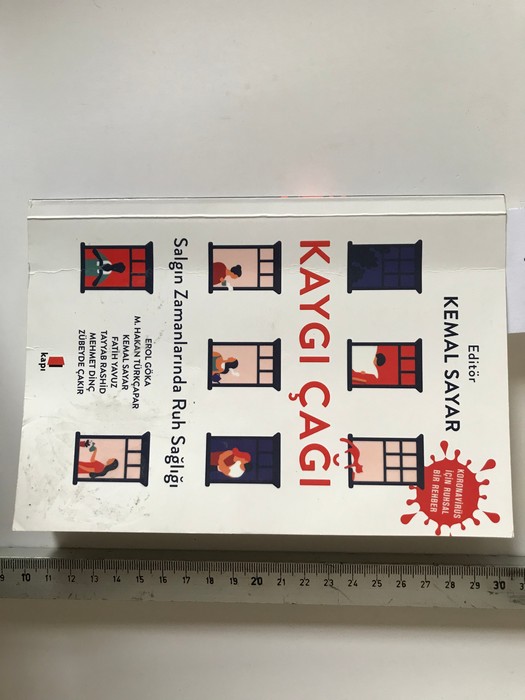 Editör
KEMAL SAYAR
KORONAVİRÜS
İÇİN RUHSAL
BİR REHBER
KAYGI ÇAĞI
Salgın Zamanlarında Ruh Sağlığı
EROL GÖKA
M. HAKAN TÜRKÇAPAR
KEMAL SAYAR
FATİH YAVUZ
TAYYAB RASHID
MEHMET DİNÇ
ZÜBEYDE ÇAKIR
kapı
9 10 11 12 13 14 15 16 17 18 19 20 21 22 23 24 25 26 27 28 29 30 3